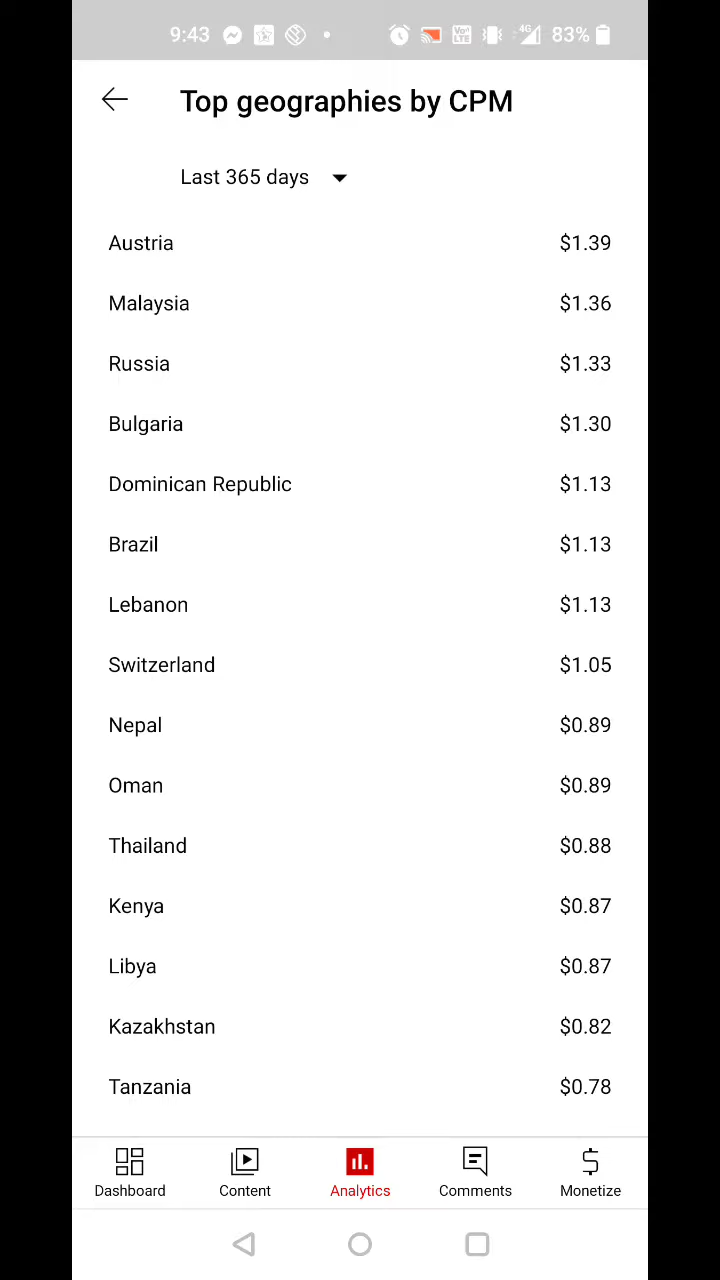 9:43 4G 83%
Top geographies by CPM
Last 365 days
Austria $1.39
Malaysia $1.36
Russia $1.33
Bulgaria $1.30
Dominican Republic $1.13
Brazil $1.13
Lebanon $1.13
Switzerland $1.05
Nepal $0.89
Oman $0.89
Thailand $0.88
Kenya $0.87
Libya $0.87
Kazakhstan $0.82
Tanzania $0.78
Dashboard Content Analytics Comments Monetize